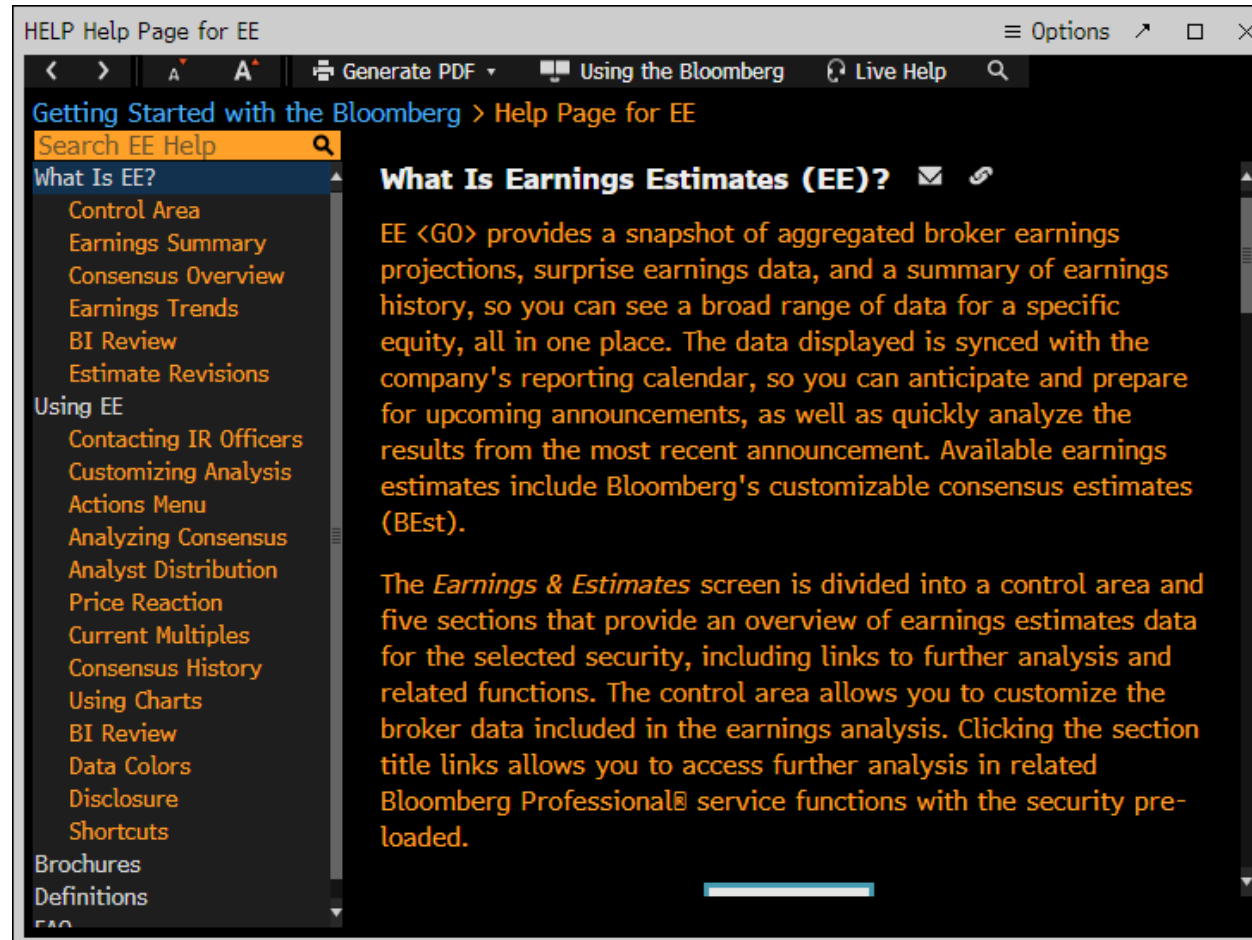 HELP Help Page for EE
≡ Options
A A Generate PDF Using the Bloomberg Live Help
Getting Started with the Bloomberg > Help Page for EE
Search EE Help
What Is EE?
Control Area
Earnings Summary
Consensus Overview
Earnings Trends
BI Review
Estimate Revisions
Using EE
Contacting IR Officers
Customizing Analysis
Actions Menu
Analyzing Consensus
Analyst Distribution
Price Reaction
Current Multiples
Consensus History
Using Charts
BI Review
Data Colors
Disclosure
Shortcuts
Brochures
Definitions
FAQ
What Is Earnings Estimates (EE)?
EE <GO> provides a snapshot of aggregated broker earnings
projections, surprise earnings data, and a summary of earnings
history, so you can see a broad range of data for a specific
equity, all in one place. The data displayed is synced with the
company's reporting calendar, so you can anticipate and prepare
for upcoming announcements, as well as quickly analyze the
results from the most recent announcement. Available earnings
estimates include Bloomberg's customizable consensus estimates
(BEst).
The Earnings & Estimates screen is divided into a control area and
five sections that provide an overview of earnings estimates data
for the selected security, including links to further analysis and
related functions. The control area allows you to customize the
broker data included in the earnings analysis. Clicking the section
title links allows you to access further analysis in related
Bloomberg Professional® service functions with the security pre-
loaded.